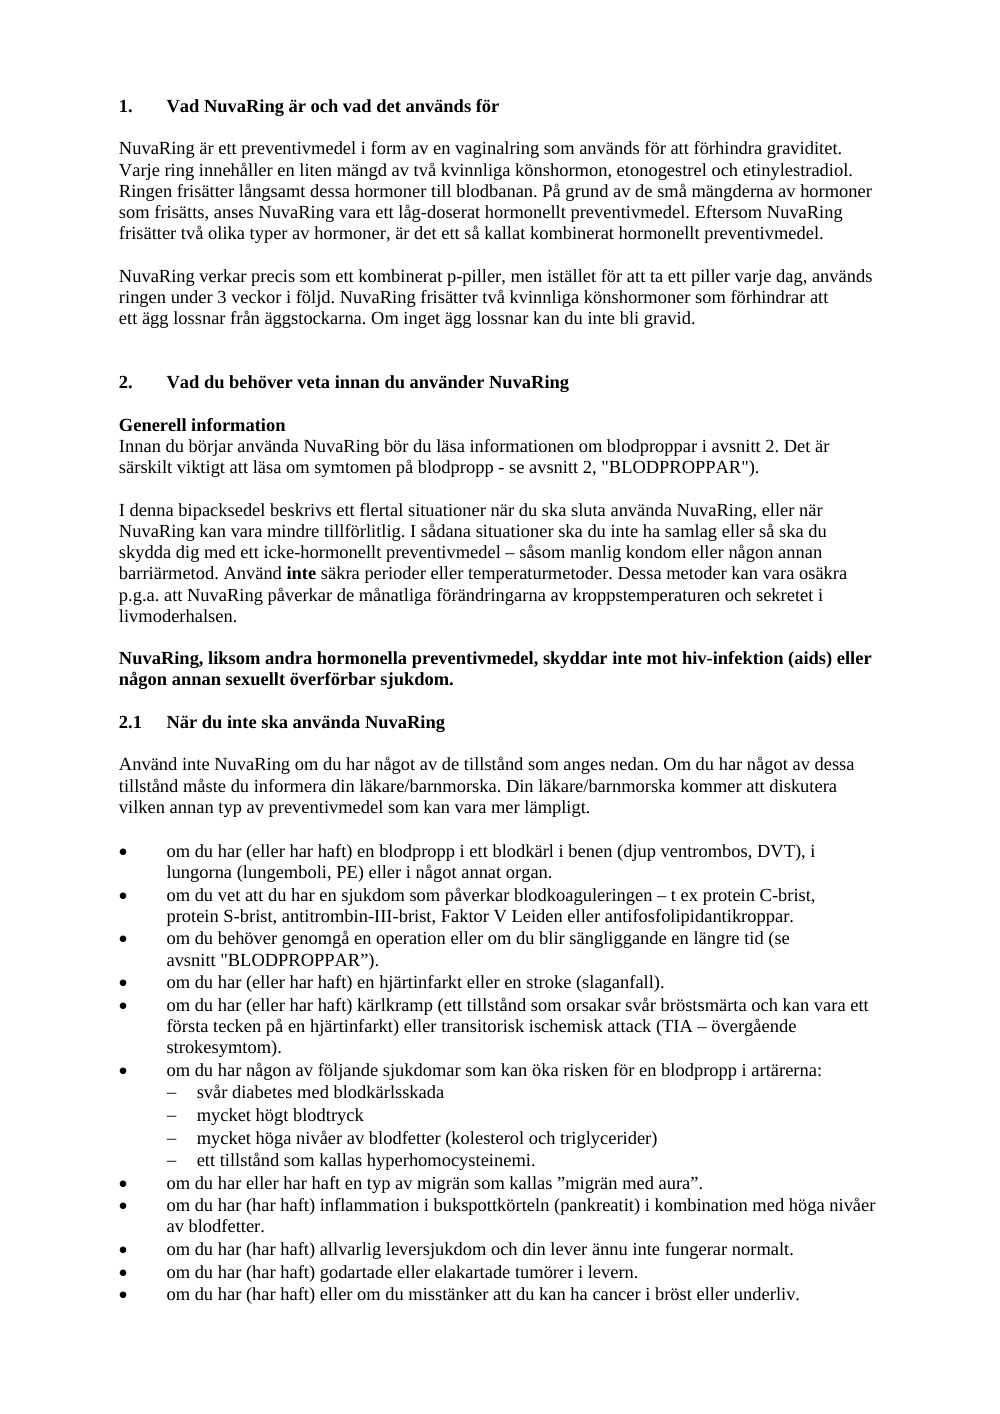 1. Vad NuvaRing är och vad det används för
NuvaRing är ett preventivmedel i form av en vaginalring som används för att förhindra graviditet.
Varje ring innehåller en liten mängd av två kvinnliga könshormon, etonogestrel och etinylestradiol.
Ringen frisätter långsamt dessa hormoner till blodbanan. På grund av de små mängderna av hormoner
som frisätts, anses NuvaRing vara ett låg-doserat hormonellt preventivmedel. Eftersom NuvaRing
frisätter två olika typer av hormoner, är det ett så kallat kombinerat hormonellt preventivmedel.
NuvaRing verkar precis som ett kombinerat p-piller, men istället för att ta ett piller varje dag, används
ringen under 3 veckor i följd. NuvaRing frisätter två kvinnliga könshormoner som förhindrar att
ett ägg lossnar från äggstockarna. Om inget ägg lossnar kan du inte bli gravid.
2. Vad du behöver veta innan du använder NuvaRing
Generell information
Innan du börjar använda NuvaRing bör du läsa informationen om blodproppar i avsnitt 2. Det är
särskilt viktigt att läsa om symtomen på blodpropp - se avsnitt 2, "BLODPROPPAR").
I denna bipacksedel beskrivs ett flertal situationer när du ska sluta använda NuvaRing, eller när
NuvaRing kan vara mindre tillförlitlig. I sådana situationer ska du inte ha samlag eller så ska du
skydda dig med ett icke-hormonellt preventivmedel – såsom manlig kondom eller någon annan
barriärmetod. Använd inte säkra perioder eller temperaturmetoder. Dessa metoder kan vara osäkra
p.g.a. att NuvaRing påverkar de månatliga förändringarna av kroppstemperaturen och sekretet i
livmoderhalsen.
NuvaRing, liksom andra hormonella preventivmedel, skyddar inte mot hiv-infektion (aids) eller
någon annan sexuellt överförbar sjukdom.
2.1 När du inte ska använda NuvaRing
Använd inte NuvaRing om du har något av de tillstånd som anges nedan. Om du har något av dessa
tillstånd måste du informera din läkare/barnmorska. Din läkare/barnmorska kommer att diskutera
vilken annan typ av preventivmedel som kan vara mer lämpligt.
• om du har (eller har haft) en blodpropp i ett blodkärl i benen (djup ventrombos, DVT), i
lungorna (lungemboli, PE) eller i något annat organ.
• om du vet att du har en sjukdom som påverkar blodkoaguleringen – t ex protein C-brist,
protein S-brist, antitrombin-III-brist, Faktor V Leiden eller antifosfolipidantikroppar.
• om du behöver genomgå en operation eller om du blir sängliggande en längre tid (se
avsnitt "BLODPROPPAR”).
• om du har (eller har haft) en hjärtinfarkt eller en stroke (slaganfall).
• om du har (eller har haft) kärlkramp (ett tillstånd som orsakar svår bröstsmärta och kan vara ett
första tecken på en hjärtinfarkt) eller transitorisk ischemisk attack (TIA – övergående
strokesymtom).
• om du har någon av följande sjukdomar som kan öka risken för en blodpropp i artärerna:
– svår diabetes med blodkärlsskada
– mycket högt blodtryck
– mycket höga nivåer av blodfetter (kolesterol och triglycerider)
– ett tillstånd som kallas hyperhomocysteinemi.
• om du har eller har haft en typ av migrän som kallas ”migrän med aura”.
• om du har (har haft) inflammation i bukspottkörteln (pankreatit) i kombination med höga nivåer
av blodfetter.
• om du har (har haft) allvarlig leversjukdom och din lever ännu inte fungerar normalt.
• om du har (har haft) godartade eller elakartade tumörer i levern.
• om du har (har haft) eller om du misstänker att du kan ha cancer i bröst eller underliv.